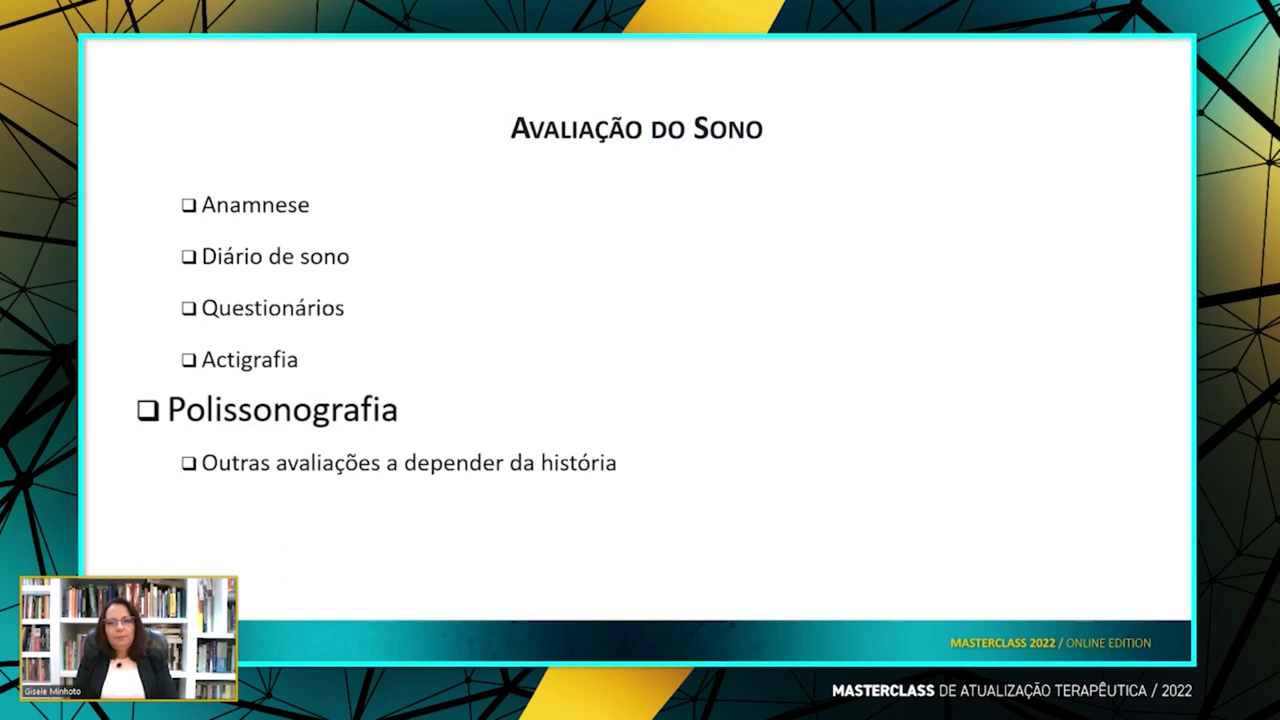 AVALIAÇÃO DO SONO
❑ Anamnese
❑ Diário de sono
❑ Questionários
❑ Actigrafia
❑ Polissonografia
❑ Outras avaliações a depender da história
MASTERCLASS 2022 / ONLINE EDITION
Gisele Minhoto
MASTERCLASS DE ATUALIZAÇÃO TERAPÊUTICA / 2022